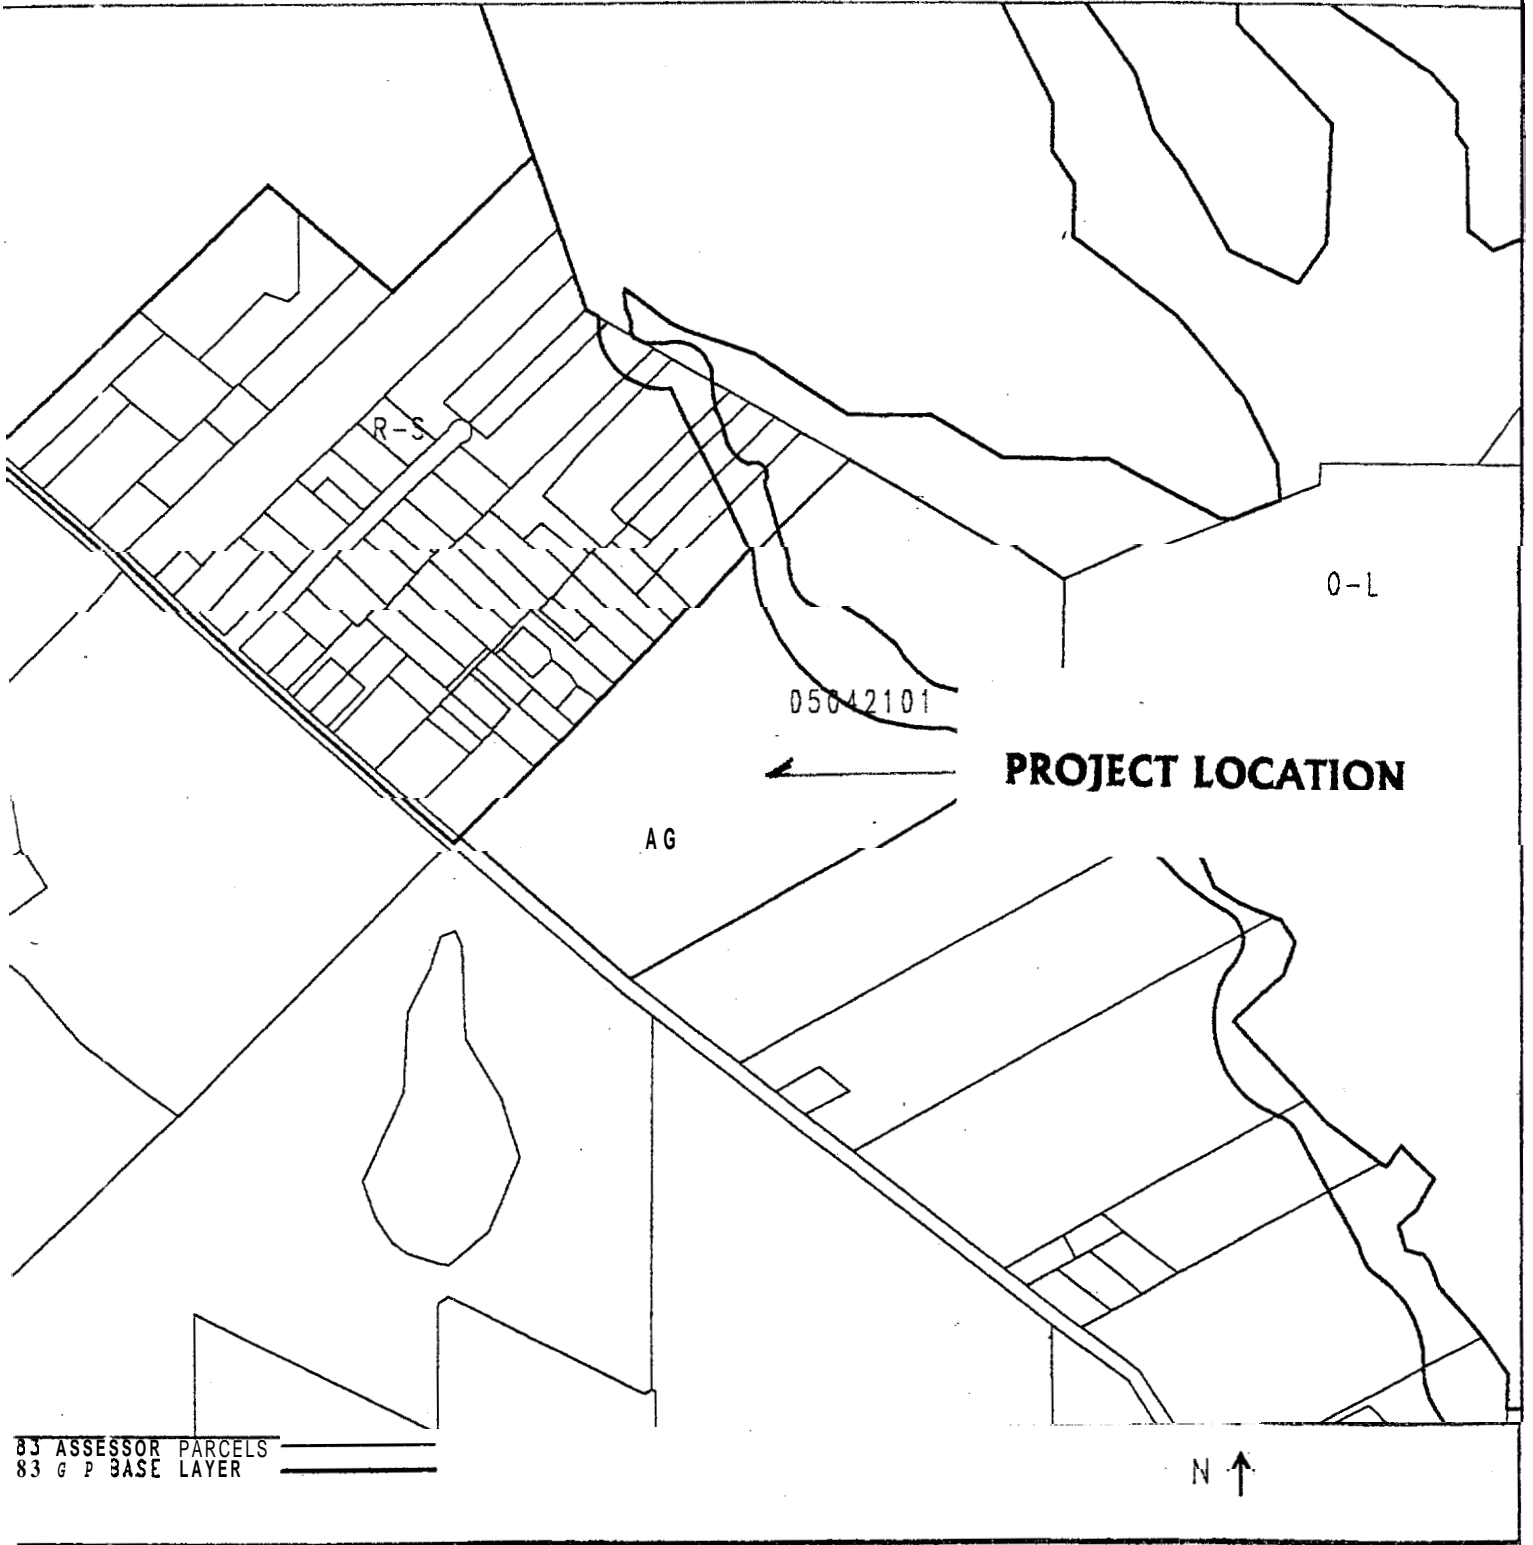 R-S
O-L
05042101
PROJECT LOCATION
AG
83 ASSESSOR PARCELS
83 G P BASE LAYER
N